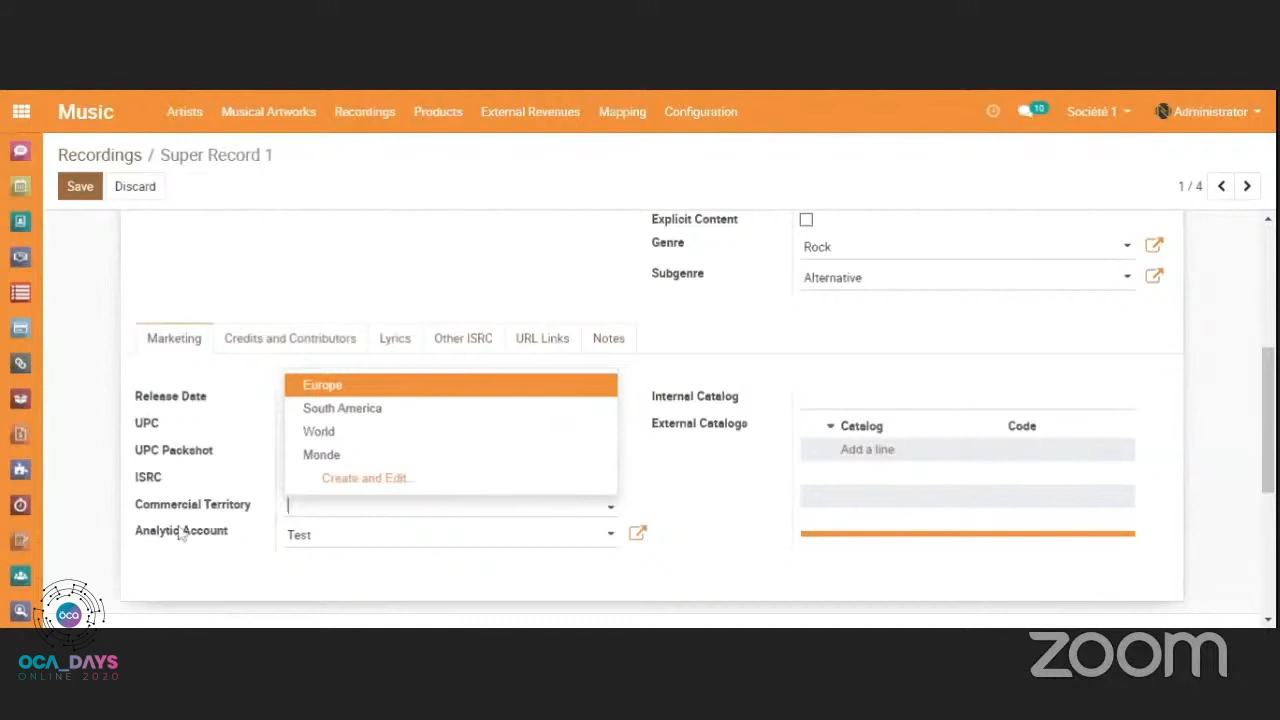 Music Artists Musical Artworks Recordings Products External Revenues Mapping Configuration 10 Société 1 Administrator
Recordings / Super Record 1
Save Discard 1 / 4
Explicit Content
Genre Rock
Subgenre Alternative
Marketing Credits and Contributors Lyrics Other ISRC URL Links Notes
Release Date
UPC
UPC Packshot
ISRC
Commercial Territory
Analytic Account Test
Europe
South America
World
Monde
Create and Edit...
Internal Catalog
External Catalogs Catalog Code
Add a line
oca
OCA_DAYS
ONLINE 2020
zoom